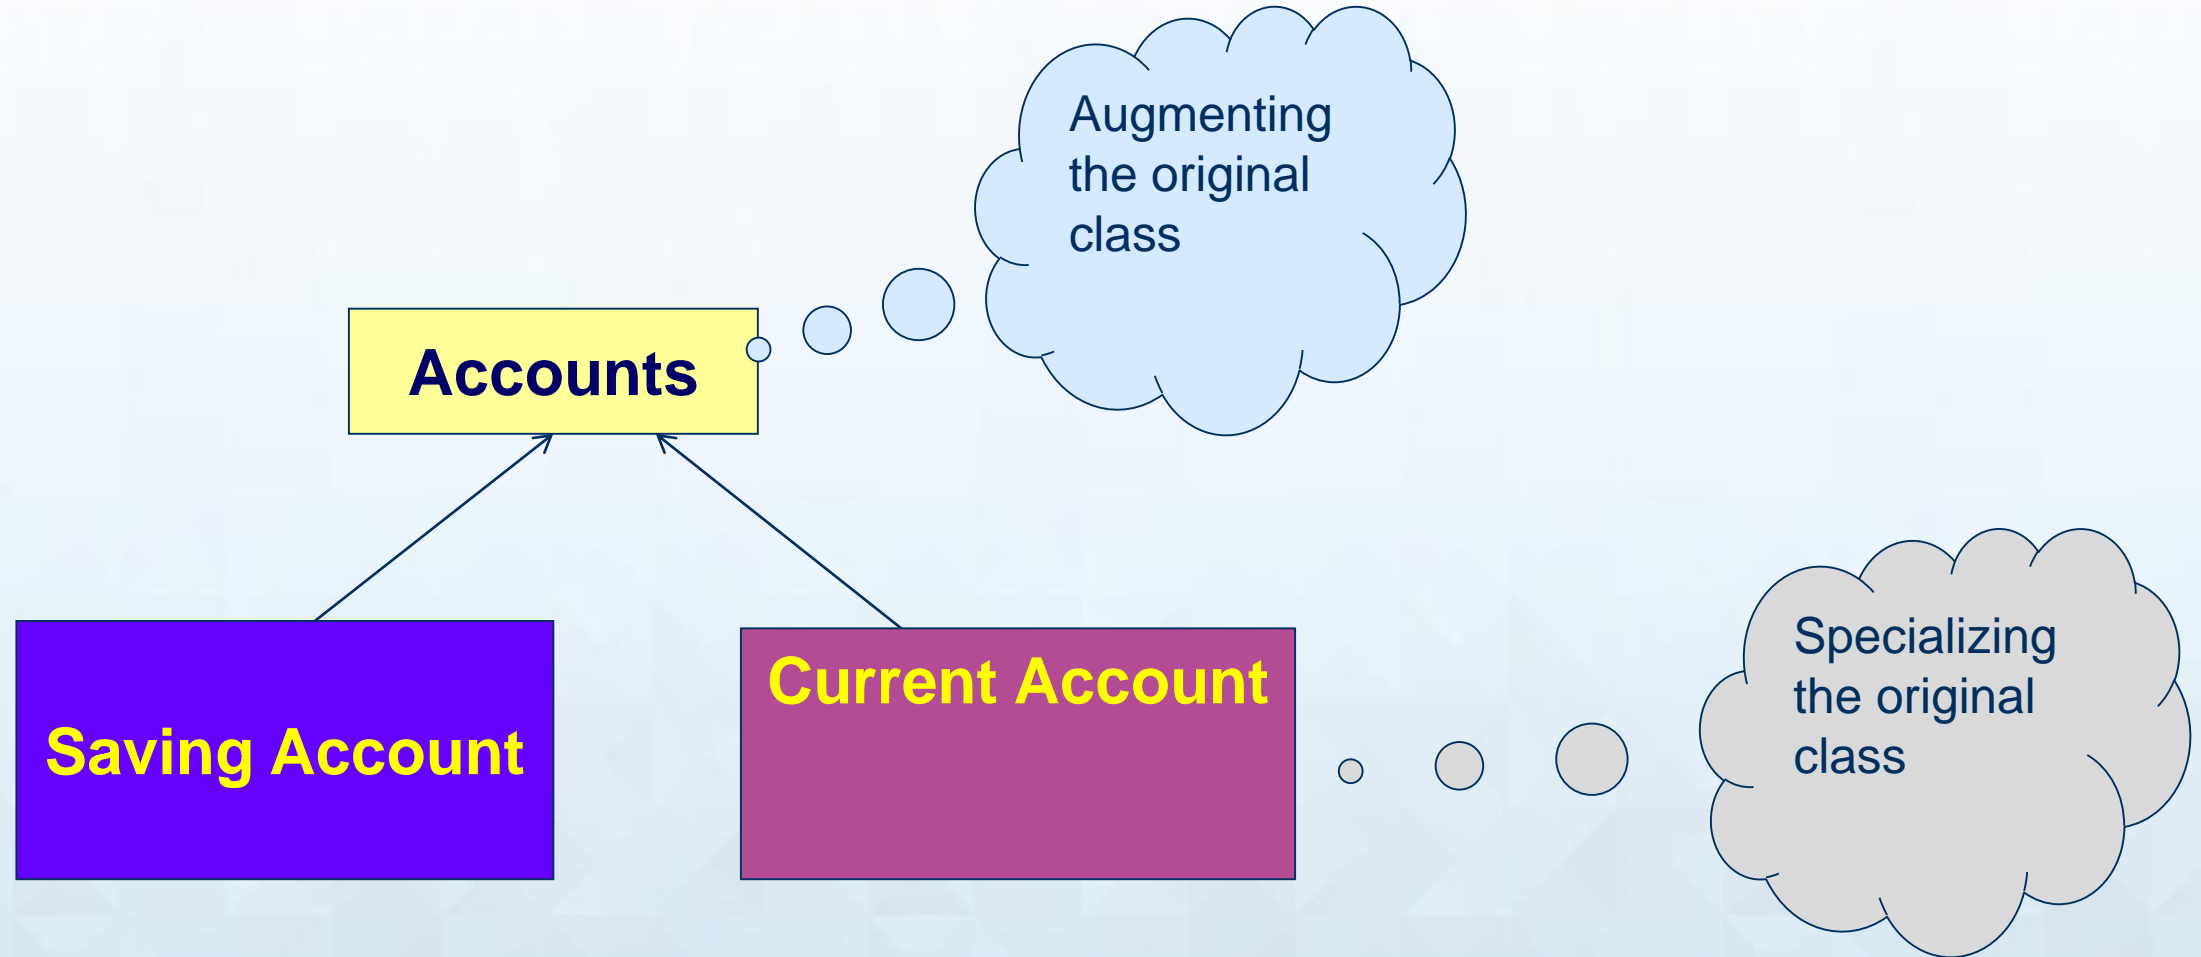 Augmenting
the original
class
Accounts
Saving Account
Current Account
Specializing
the original
class